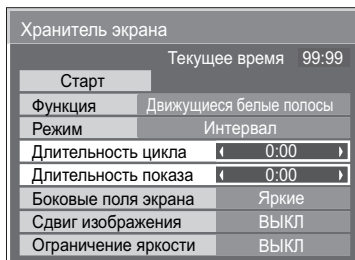 Хранитель экрана
Текущее время 99:99
Старт
Функция Движущиеся белые полосы
Режим Интервал
Длительность цикла 0:00
Длительность показа 0:00
Боковые поля экрана Яркие
Сдвиг изображения ВЫКЛ
Ограничение яркости ВЫКЛ